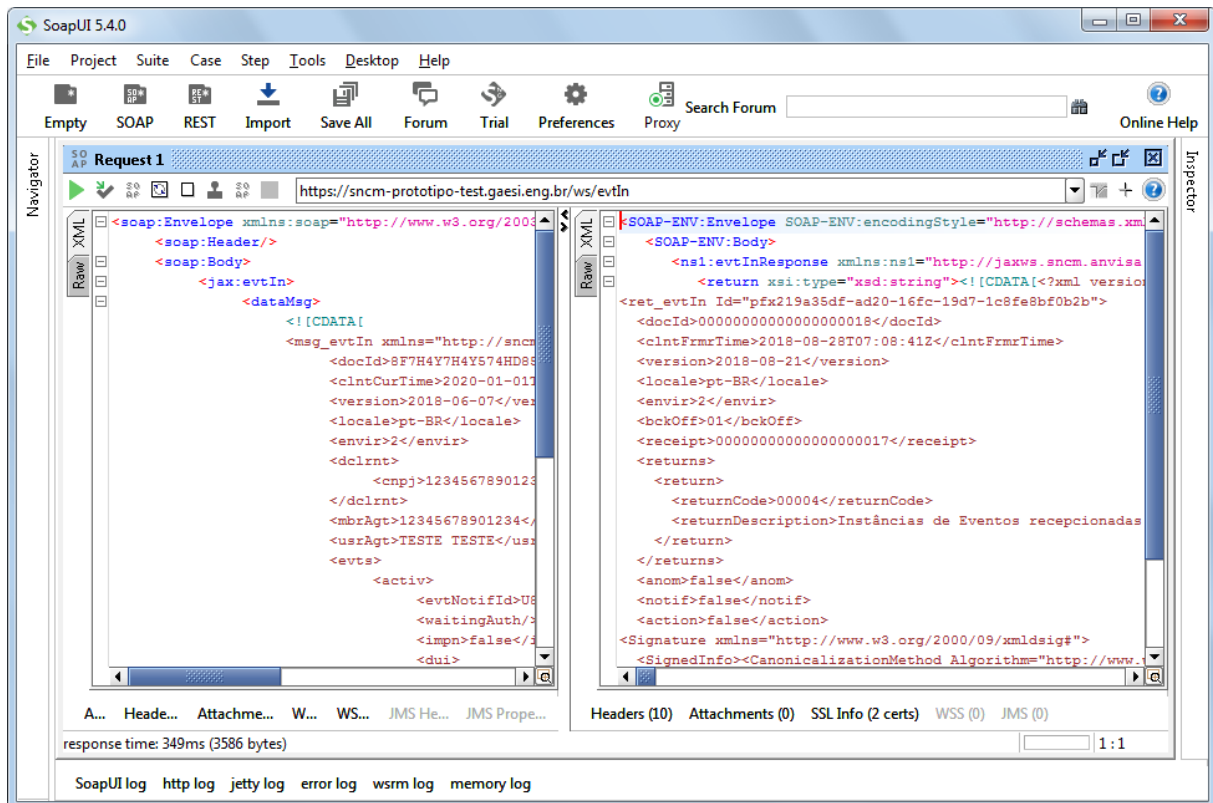 SoapUI 5.4.0
File Project Suite Case Step Tools Desktop Help
Empty SOAP REST Import Save All Forum Trial Preferences Proxy Search Forum Online Help
Navigator
Inspector
SOAP Request 1
https://sncm-prototipo-test.gaesi.eng.br/ws/evtIn
XML
Raw
<soap:Envelope xmlns:soap="http://www.w3.org/2003
<soap:Header/>
<soap:Body>
<jax:evtIn>
<dataMsg>
<![CDATA[
<msg_evtIn xmlns="http://sncm
<docId>8F7H4Y7H4Y574HD85
<clntCurTime>2020-01-01T
<version>2018-06-07</ver
<locale>pt-BR</locale>
<envir>2</envir>
<dclrnt>
<cnpj>1234567890123
</dclrnt>
<mbrAgt>12345678901234</
<usrAgt>TESTE TESTE</usr
<evts>
<activ>
<evtNotifId>U8
<waitingAuth/>
<impn>false</i
<dui>
XML
Raw
<SOAP-ENV:Envelope SOAP-ENV:encodingStyle="http://schemas.xm
<SOAP-ENV:Body>
<ns1:evtInResponse xmlns:ns1="http://jaxws.sncm.anvisa
<return xsi:type="xsd:string"><![CDATA[<?xml version
<ret_evtIn Id="pfx219a35df-ad20-16fc-19d7-1c8fe8bf0b2b">
<docId>00000000000000000018</docId>
<clntFrmrTime>2018-08-28T07:08:41Z</clntFrmrTime>
<version>2018-08-21</version>
<locale>pt-BR</locale>
<envir>2</envir>
<bckOff>01</bckOff>
<receipt>00000000000000000017</receipt>
<returns>
<return>
<returnCode>00004</returnCode>
<returnDescription>Instâncias de Eventos recepcionadas
</return>
</returns>
<anom>false</anom>
<notif>false</notif>
<action>false</action>
<Signature xmlns="http://www.w3.org/2000/09/xmldsig#">
<SignedInfo><CanonicalizationMethod Algorithm="http://www.
A... Heade... Attachme... W... WS... JMS He... JMS Prope...
Headers (10) Attachments (0) SSL Info (2 certs) WSS (0) JMS (0)
response time: 349ms (3586 bytes)
1 : 1
SoapUI log http log jetty log error log wsrm log memory log